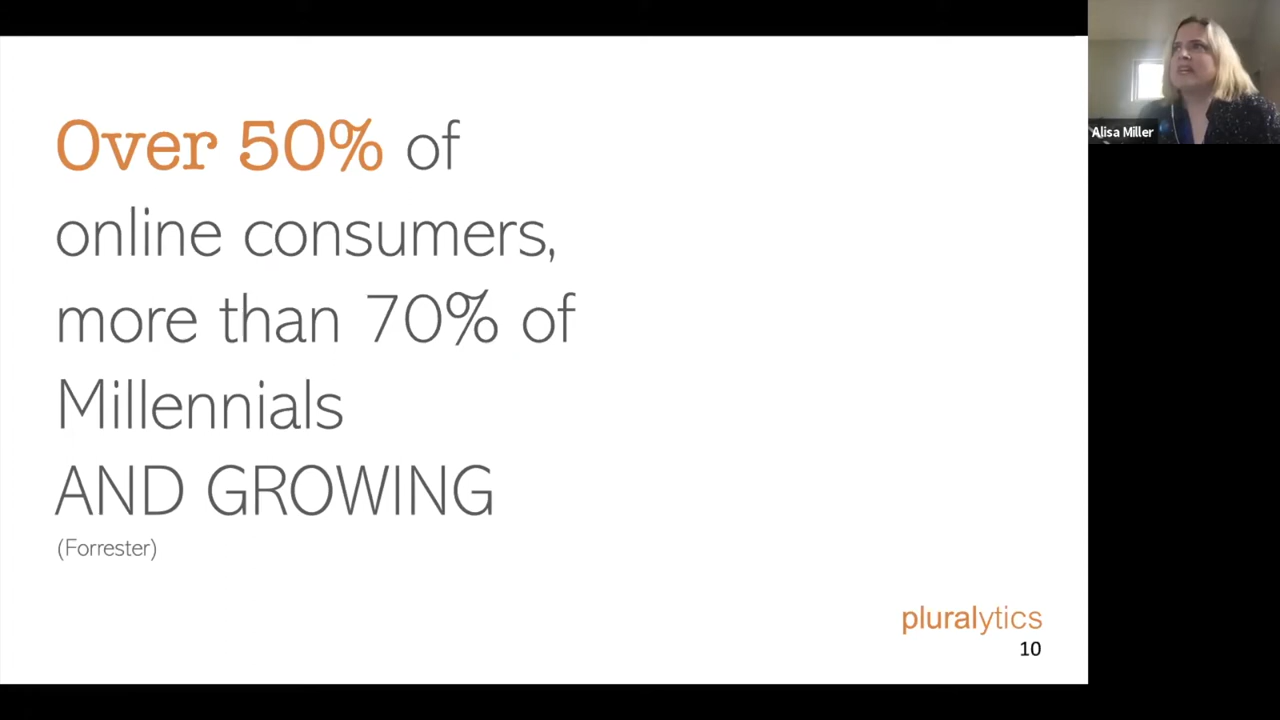 Over 50% of
online consumers,
more than 70% of
Millennials
AND GROWING
(Forrester)
pluralytics
10
Alisa Miller